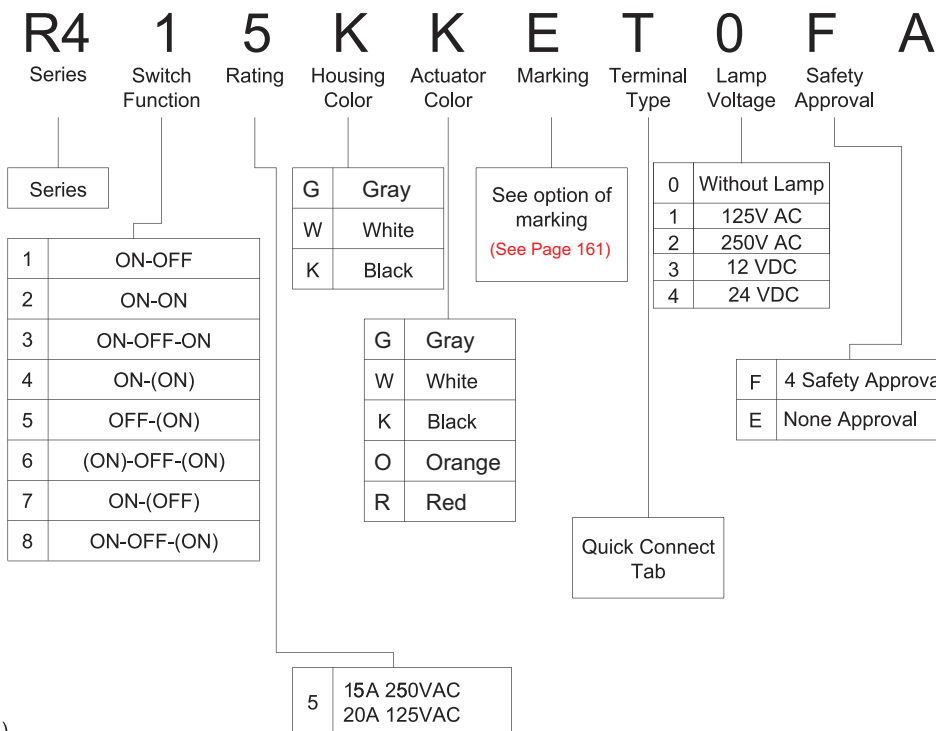 R4 1 5 K K E T 0 F A
Series Switch Function Rating Housing Color Actuator Color Marking Terminal Type Lamp Voltage Safety Approval
Series
1 ON-OFF
2 ON-ON
3 ON-OFF-ON
4 ON-(ON)
5 OFF-(ON)
6 (ON)-OFF-(ON)
7 ON-(OFF)
8 ON-OFF-(ON)
5 15A 250VAC
20A 125VAC
G Gray
W White
K Black
G Gray
W White
K Black
O Orange
R Red
See option of
marking
(See Page 161)
Quick Connect
Tab
0 Without Lamp
1 125V AC
2 250V AC
3 12 VDC
4 24 VDC
F 4 Safety Approva
E None Approval
)